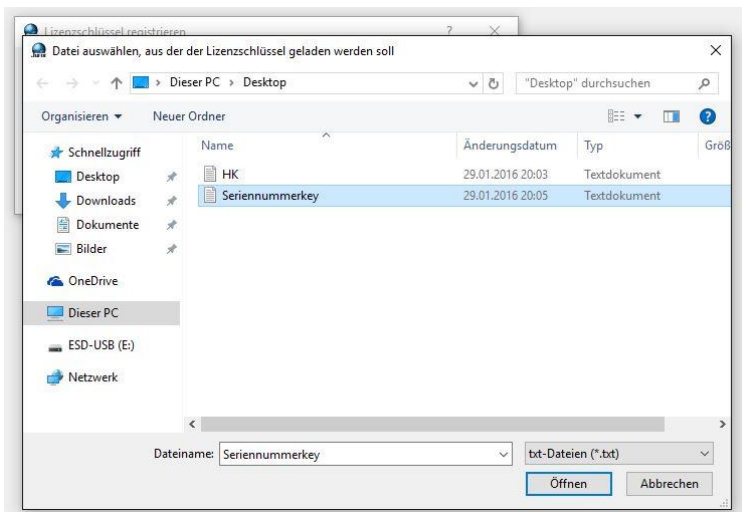 Lizenzschlüssel registrieren ?
Datei auswählen, aus der der Lizenzschlüssel geladen werden soll
Dieser PC > Desktop
"Desktop" durchsuchen
Organisieren
Neuer Ordner
?
Schnellzugriff
Desktop
Downloads
Dokumente
Bilder
OneDrive
Dieser PC
ESD-USB (E:)
Netzwerk
Name Änderungsdatum Typ Größ
HK 29.01.2016 20:03 Textdokument
Seriennummerkey 29.01.2016 20:05 Textdokument
Dateiname: Seriennummerkey txt-Dateien (*.txt)
Öffnen Abbrechen